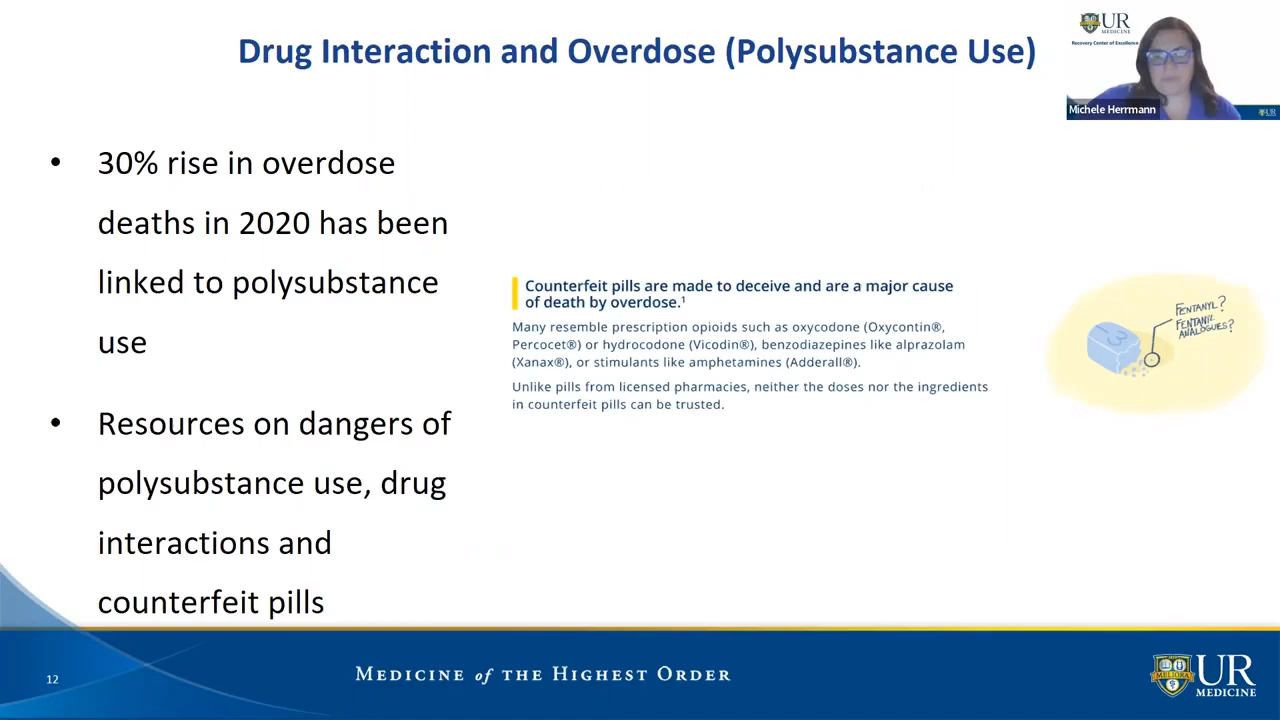 Drug Interaction and Overdose (Polysubstance Use)
UR
MEDICINE
Recovery Center of Excellence
Michele Herrmann
UR
• 30% rise in overdose
deaths in 2020 has been
linked to polysubstance
use
• Resources on dangers of
polysubstance use, drug
interactions and
counterfeit pills
Counterfeit pills are made to deceive and are a major cause
of death by overdose.¹
Many resemble prescription opioids such as oxycodone (Oxycontin®,
Percocet®) or hydrocodone (Vicodin®), benzodiazepines like alprazolam
(Xanax®), or stimulants like amphetamines (Adderall®).
Unlike pills from licensed pharmacies, neither the doses nor the ingredients
in counterfeit pills can be trusted.
FENTANYL?
FENTANYL
ANALOGUES?
12
MEDICINE of THE HIGHEST ORDER
MELIORA
UR
MEDICINE